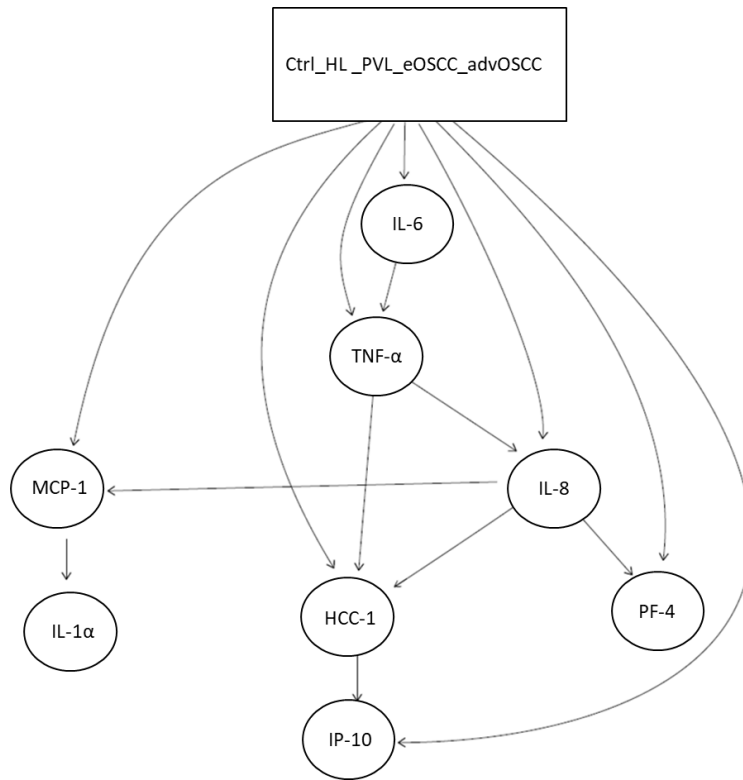 Ctrl_HL _PVL_eOSCC_advOSCC
IL-6
TNF-α
MCP-1
IL-8
IL-1α
HCC-1
PF-4
IP-10